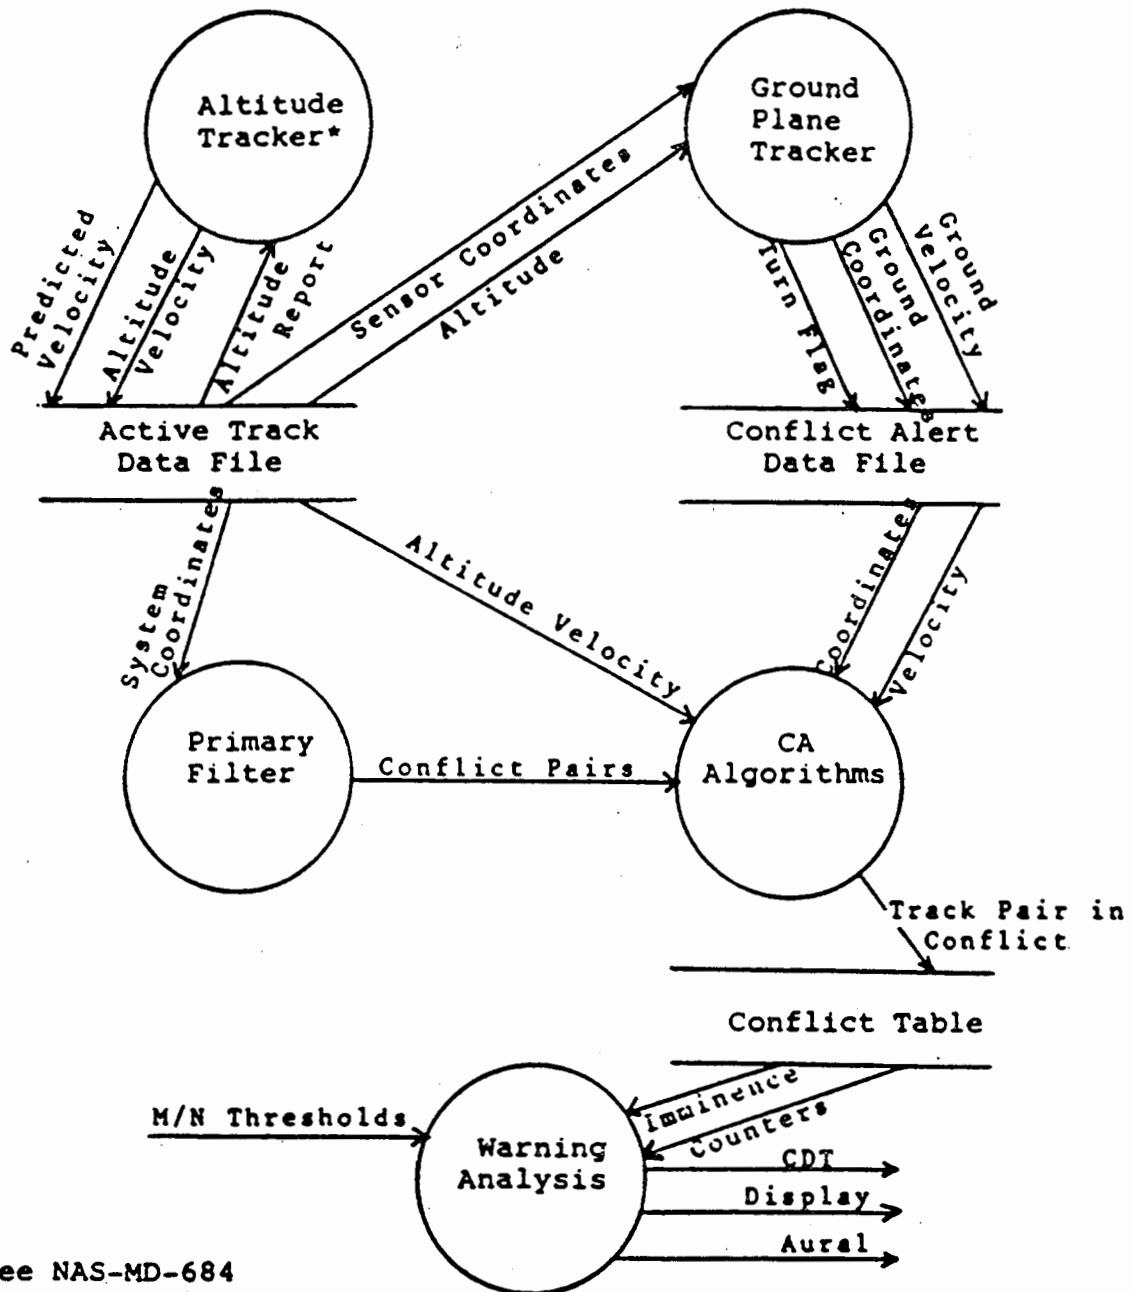 Altitude
Tracker*
Ground
Plane
Tracker
Predicted
Velocity
Altitude
Velocity
Altitude
Report
Sensor Coordinates
Altitude
Turn Flag
Ground
Coordinates
Ground
Velocity
Active Track
Data File
Conflict Alert
Data File
System
Coordinates
Altitude Velocity
Coordinates
Velocity
Primary
Filter
Conflict Pairs
CA
Algorithms
Track Pair in
Conflict
Conflict Table
M/N Thresholds
Imminence
Counters
Warning
Analysis
CDT
Display
Aural
ee NAS-MD-684